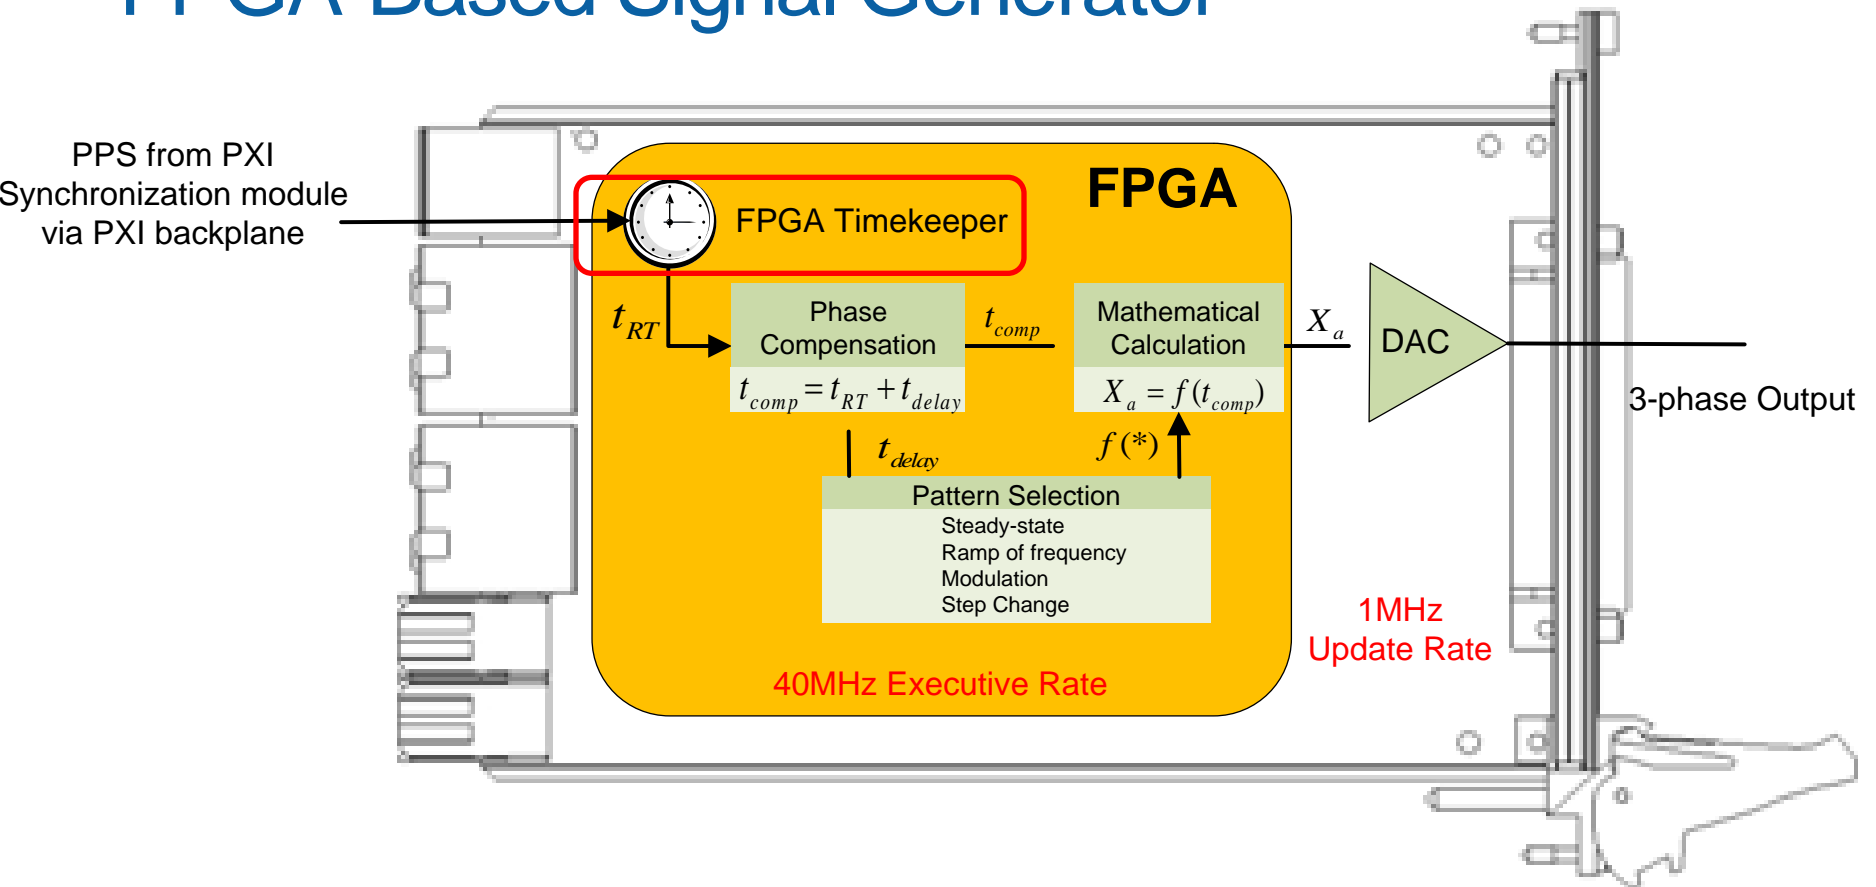 FPGA-Based Signal Generator
PPS from PXI
Synchronization module
via PXI backplane
FPGA
FPGA Timekeeper
t_RT
Phase
Compensation
t_comp = t_RT + t_delay
t_comp
Mathematical
Calculation
X_a = f(t_comp)
X_a
DAC
3-phase Output
t_delay
f(*)
Pattern Selection
Steady-state
Ramp of frequency
Modulation
Step Change
1MHz
Update Rate
40MHz Executive Rate